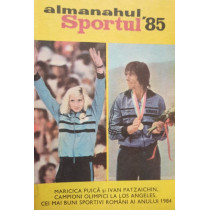 almanahul
Sportul '85
MARICICA PUICĂ și IVAN PATZAICHIN,
CAMPIONI OLIMPICI LA LOS ANGELES,
CEI MAI BUNI SPORTIVI ROMÂNI AI ANULUI 1984